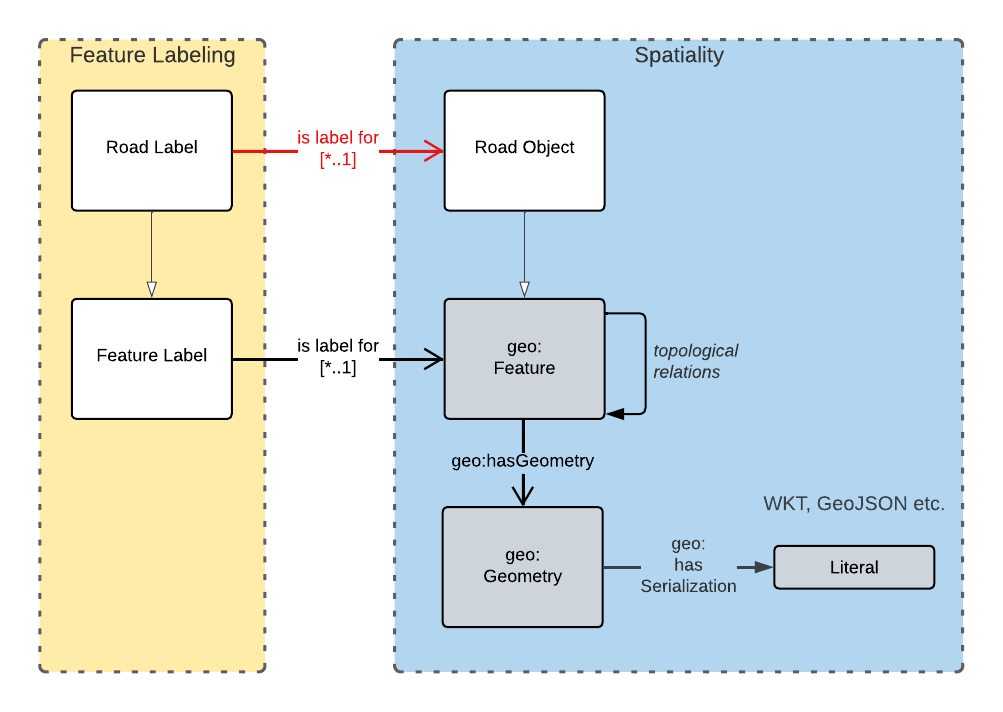 Feature Labeling
Spatiality
Road Label
is label for
[*..1]
Road Object
Feature Label
is label for
[*..1]
geo:
Feature
topological
relations
geo:hasGeometry
WKT, GeoJSON etc.
geo:
Geometry
geo:
has
Serialization
Literal